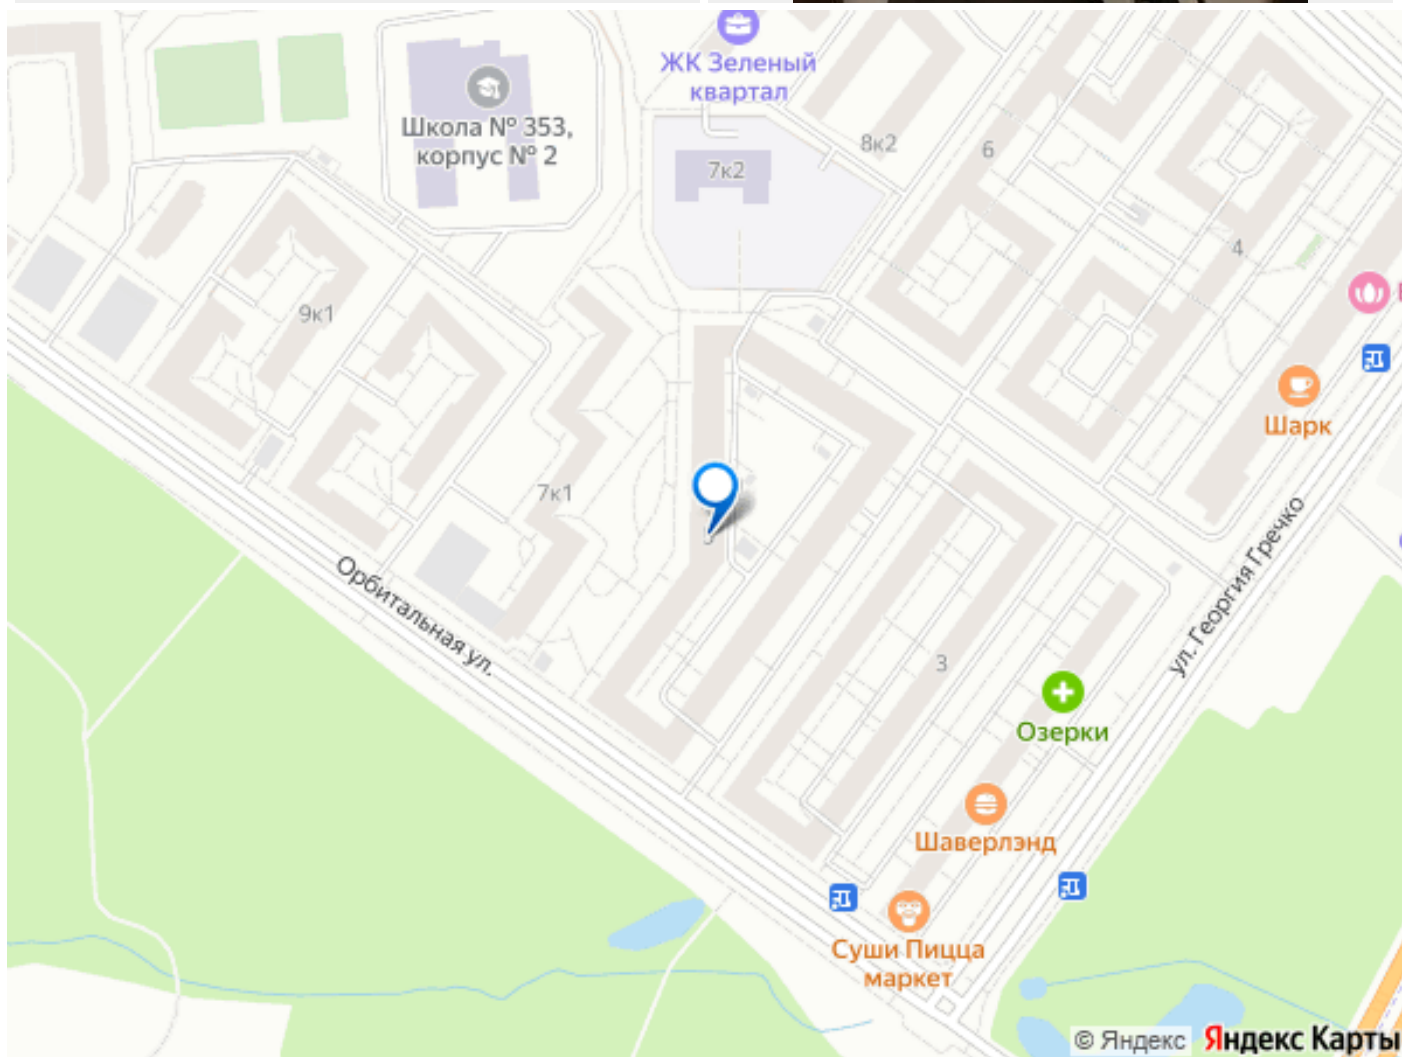 ЖК Зеленый
квартал
Школа № 353,
корпус № 2
8к2
6
7к2
4
9к1
Шарк
7к1
ул. Георгия Гречко
Орбитальная ул.
3
Озерки
Шаверлэнд
Суши Пицца
маркет
© Яндекс Яндекс Карты